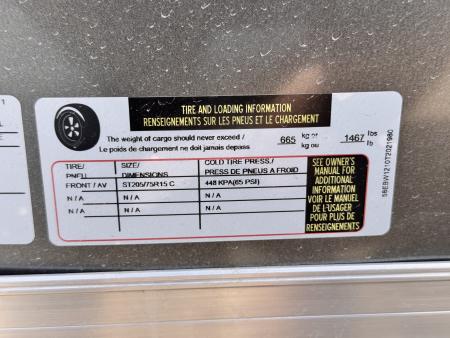 TIRE AND LOADING INFORMATION
RENSEIGNEMENTS SUR LES PNEUS ET LE CHARGEMENT
The weight of cargo should never exceed / 665 kg or 1467 lbs
Le poids de chargement ne doit jamais depass kg ou lb
TIRE/ SIZE/ COLD TIRE PRESS./
PNEU DIMENSIONS PRESS DE PNEUS A FROID
FRONT / AV ST205/75R15 C 448 KPA(65 PSI)
N / A N / A N / A
N / A N / A N / A
SEE OWNER'S
MANUAL FOR
ADDITIONAL
INFORMATION
VOIR LE MANUEL
DE L'USAGER
POUR PLUS DE
RENSEIGNEMENTS